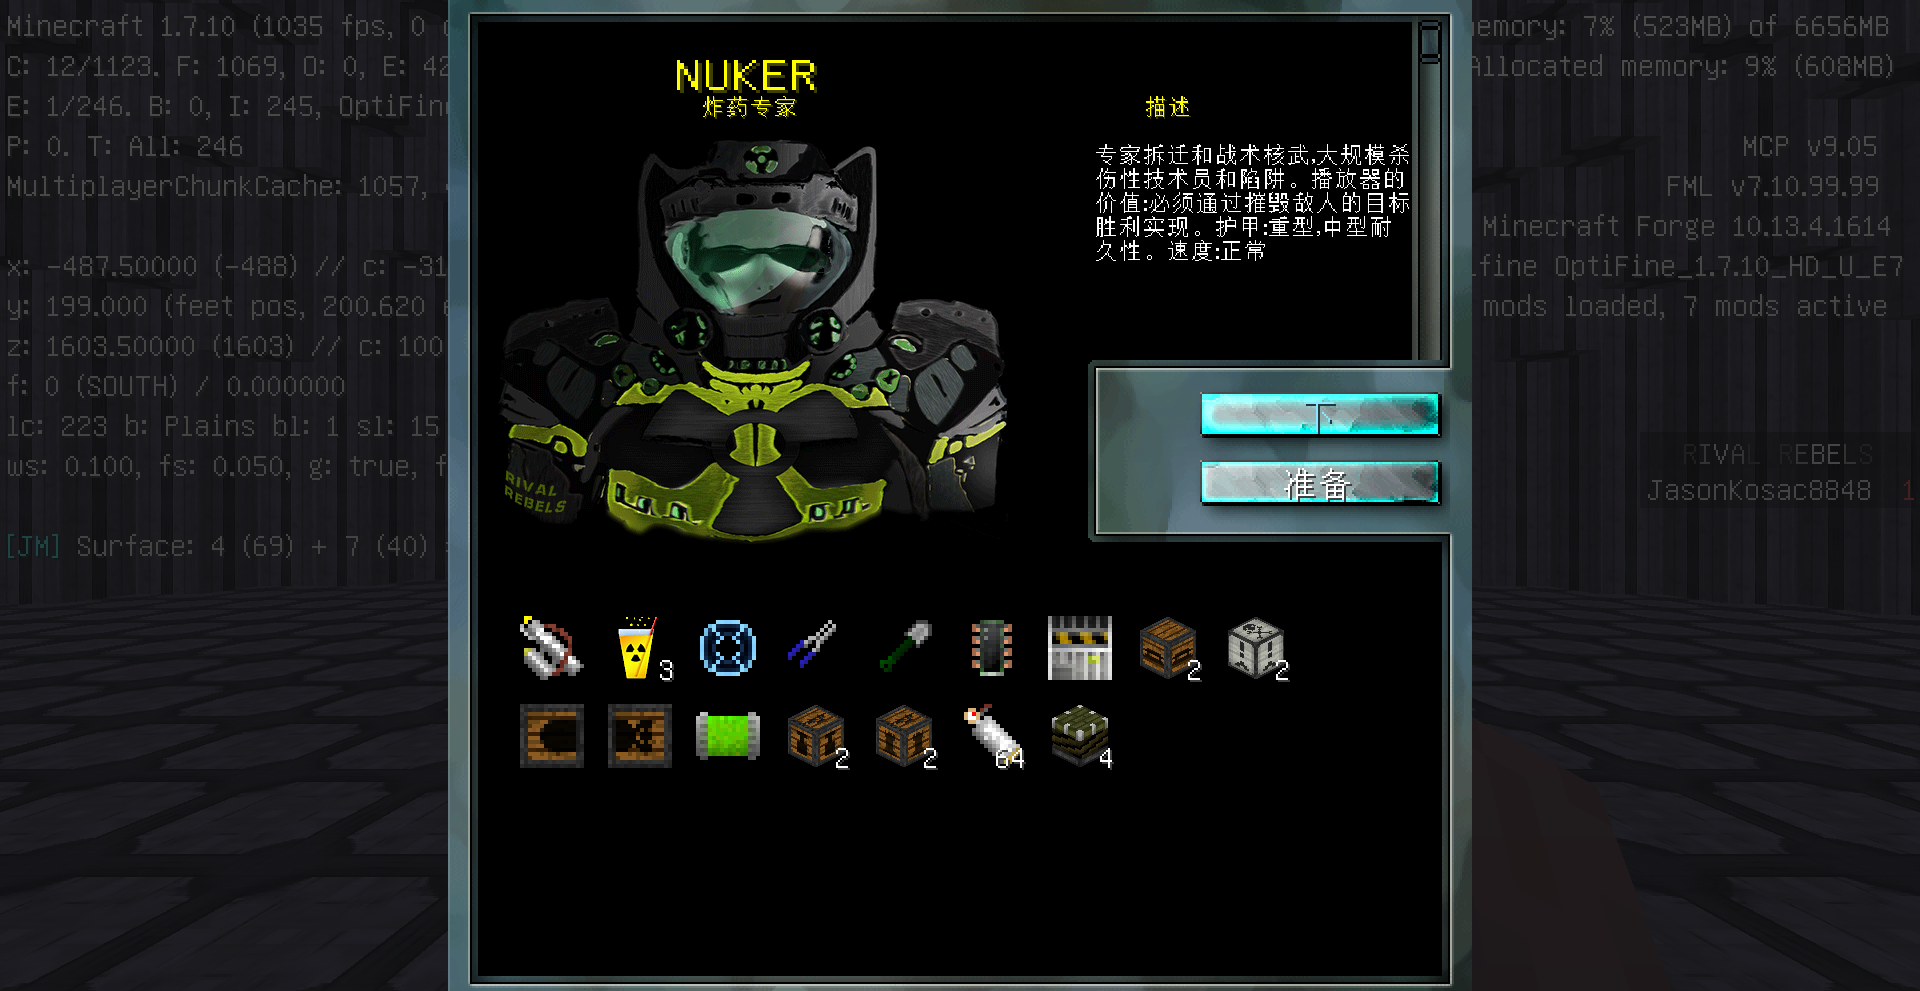 Minecraft 1.7.10 (1035 fps, 0
C: 12/1123. F: 1069, O: 0, E: 42
E: 1/246. B: 0, I: 245, OptiFin
P: 0. T: All: 246
MultiplayerChunkCache: 1057,
x: -487.50000 (-488) // c: -31
y: 199.000 (feet pos, 200.620
z: 1603.50000 (1603) // c: 100
f: 0 (SOUTH) / 0.000000
lc: 223 b: Plains bl: 1 sl: 15
ws: 0.100, fs: 0.050, g: true, f
[JM] Surface: 4 (69) + 7 (40)
NUKER
炸药专家
RIVAL
REBELS
描述
专家拆迁和战术核武,大规模杀
伤性技术员和陷阱。播放器的
价值:必须通过摧毁敌人的目标
胜利实现。护甲:重型,中型耐
久性。速度:正常
下
准备
3
2
2
2
2
64
4
emory: 7% (523MB) of 6656MB
Allocated memory: 9% (608MB)
MCP v9.05
FML v7.10.99.99
Minecraft Forge 10.13.4.1614
ifine OptiFine_1.7.10_HD_U_E7
mods loaded, 7 mods active
RIVAL REBELS
JasonKosac8848 1